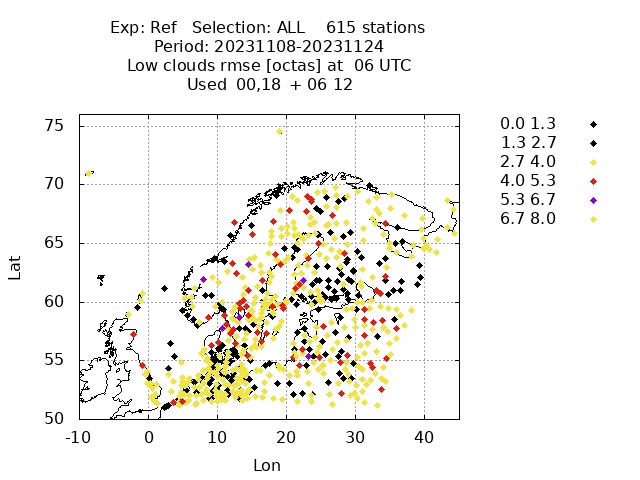 Exp: Ref Selection: ALL 615 stations
Period: 20231108-20231124
Low clouds rmse [octas] at 06 UTC
Used 00,18 + 06 12
75
70
65
60
55
50
Lat
-10 0 10 20 30 40
Lon
0.0 1.3
1.3 2.7
2.7 4.0
4.0 5.3
5.3 6.7
6.7 8.0